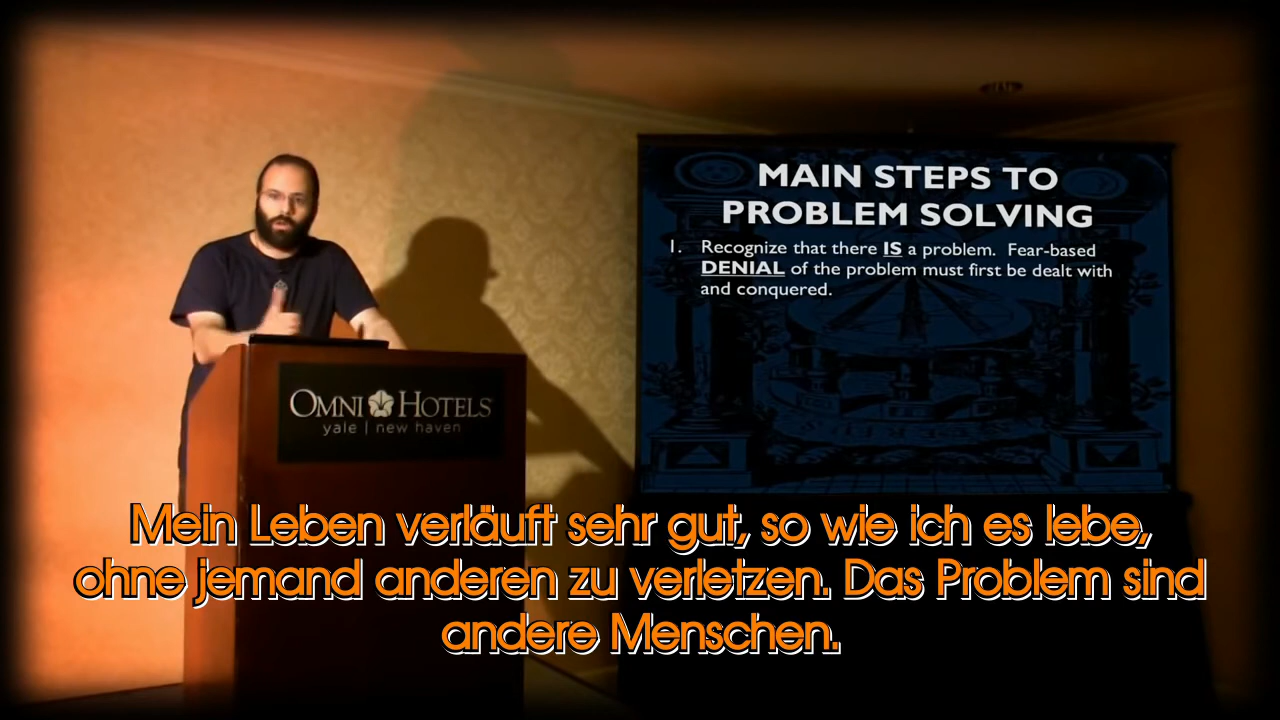 MAIN STEPS TO
PROBLEM SOLVING
1. Recognize that there IS a problem. Fear-based
DENIAL of the problem must first be dealt with
and conquered.
OMNI HOTELS
yale | new haven
Mein Leben verläuft sehr gut, so wie ich es lebe,
ohne jemand anderen zu verletzen. Das Problem sind
andere Menschen.